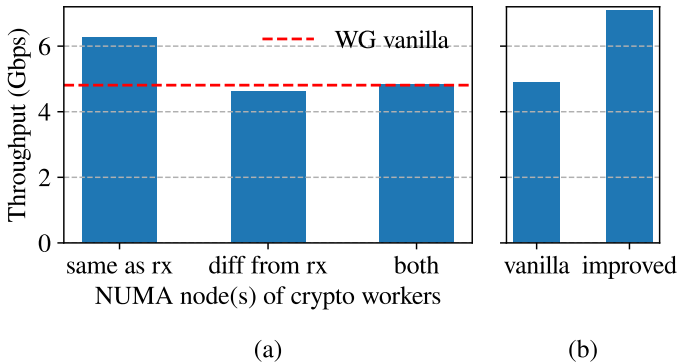 Throughput (Gbps)
6
4
2
0
WG vanilla
same as rx diff from rx both
NUMA node(s) of crypto workers
(a)
vanilla improved
(b)